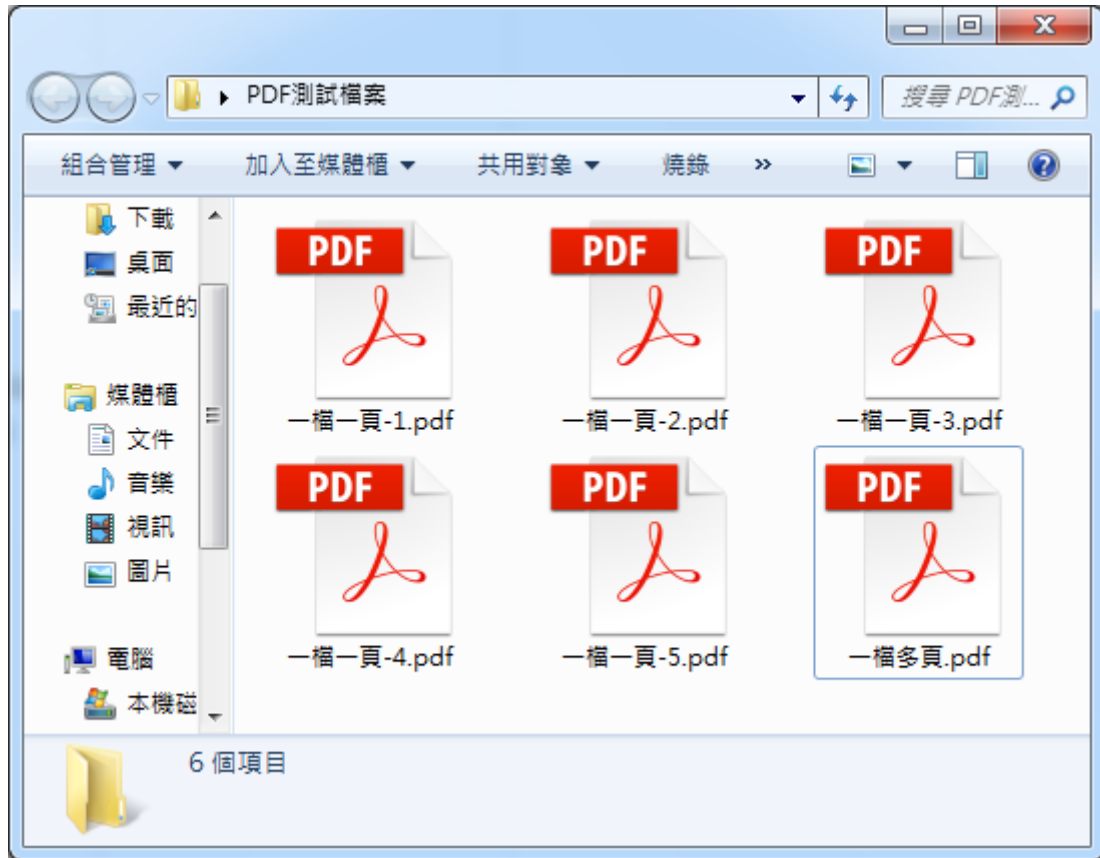 PDF測試檔案
搜尋 PDF測...
組合管理
加入至媒體櫃
共用對象
燒錄
»
下載
桌面
最近的
媒體櫃
文件
音樂
視訊
圖片
電腦
本機磁
PDF
PDF
PDF
一檔一頁-1.pdf
一檔一頁-2.pdf
一檔一頁-3.pdf
PDF
PDF
PDF
一檔一頁-4.pdf
一檔一頁-5.pdf
一檔多頁.pdf
6 個項目